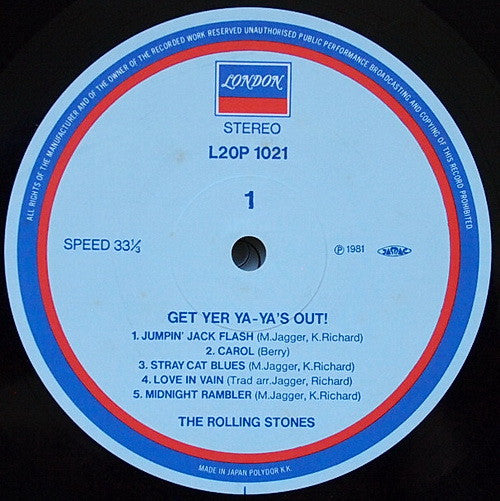 ALL RIGHTS OF THE MANUFACTURER AND OF THE OWNER OF THE RECORDED WORK RESERVED UNAUTHORISED PUBLIC PERFORMANCE BROADCASTING AND COPYING OF THIS RECORD PROHIBITED
LONDON
STEREO
L20P 1021
1
SPEED 33⅓
℗ 1981 JASRAC
GET YER YA-YA'S OUT!
1. JUMPIN' JACK FLASH (M.Jagger, K.Richard)
2. CAROL (Berry)
3. STRAY CAT BLUES (M.Jagger, K.Richard)
4. LOVE IN VAIN (Trad arr.Jagger, Richard)
5. MIDNIGHT RAMBLER (M.Jagger, K.Richard)
THE ROLLING STONES
MADE IN JAPAN POLYDOR K.K.